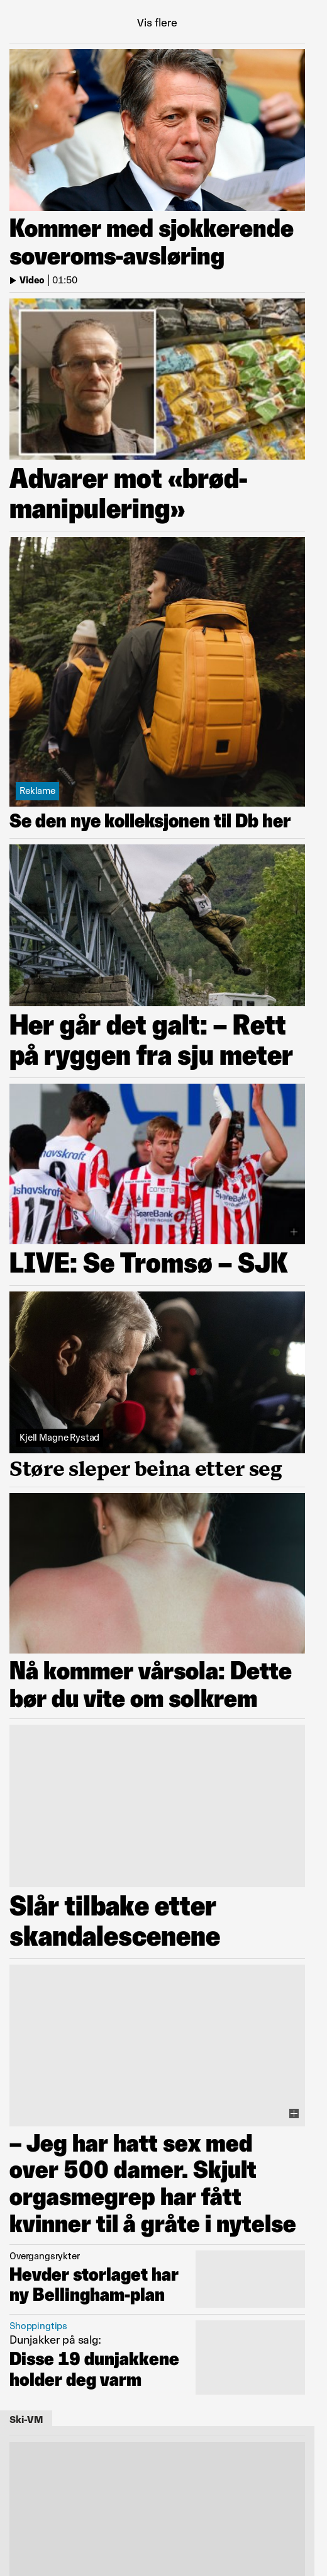 Vis flere
Kommer med sjokkerende
soveroms-avsløring
Video | 01:50
Advarer mot «brød-
manipulering»
Db
Reklame
Se den nye kolleksjonen til Db her
Her går det galt: – Rett
på ryggen fra sju meter
Ishavskraft
SpareBank
SpareBank
LIVE: Se Tromsø – SJK
Kjell Magne Rystad
Støre sleper beina etter seg
Nå kommer vårsola: Dette
bør du vite om solkrem
Slår tilbake etter
skandalescenene
– Jeg har hatt sex med
over 500 damer. Skjult
orgasmegrep har fått
kvinner til å gråte i nytelse
Overgangsrykter
Hevder storlaget har
ny Bellingham-plan
Shoppingtips
Dunjakker på salg:
Disse 19 dunjakkene
holder deg varm
Ski-VM